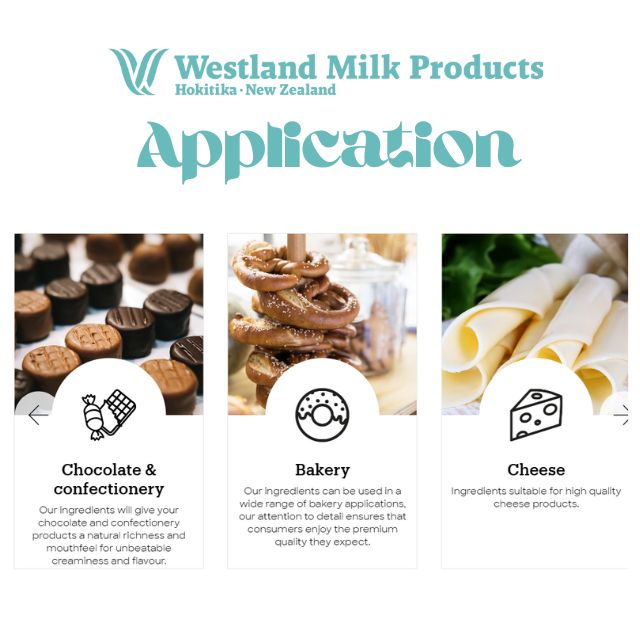 Westland Milk Products
Hokitika · New Zealand
Application
Chocolate &
confectionery
Our ingredients will give your
chocolate and confectionery
products a natural richness and
mouthfeel for unbeatable
creaminess and flavour.
Bakery
Our ingredients can be used in a
wide range of bakery applications,
our attention to detail ensures that
consumers enjoy the premium
quality they expect.
Cheese
Ingredients suitable for high quality
cheese products.